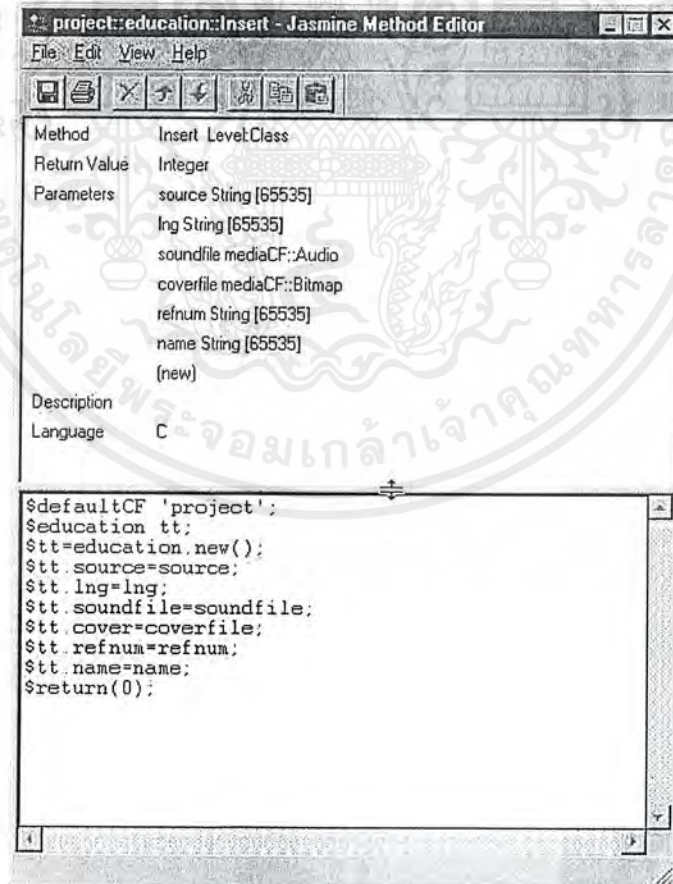 project::education::Insert - Jasmine Method Editor
File Edit View Help
Method Insert Level:Class
Return Value Integer
Parameters source String [65535]
lng String [65535]
soundfile mediaCF::Audio
coverfile mediaCF::Bitmap
refnum String [65535]
name String [65535]
(new)
Description
Language C
$defaultCF 'project';
$education tt;
$tt=education.new();
$tt.source=source;
$tt.lng=lng;
$tt.soundfile=soundfile;
$tt.cover=coverfile;
$tt.refnum=refnum;
$tt.name=name;
$return(0);